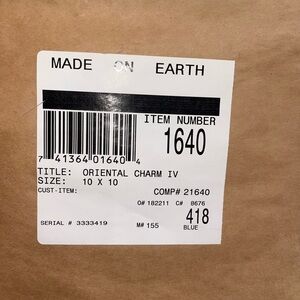 MADE ON EARTH
ITEM NUMBER
1640
7 41364 01640 4
TITLE: ORIENTAL CHARM IV
SIZE: 10 X 10
CUST-ITEM: COMP# 21640
O# 182211 C# 8676
418
SERIAL # 3333419 M# 155 BLUE